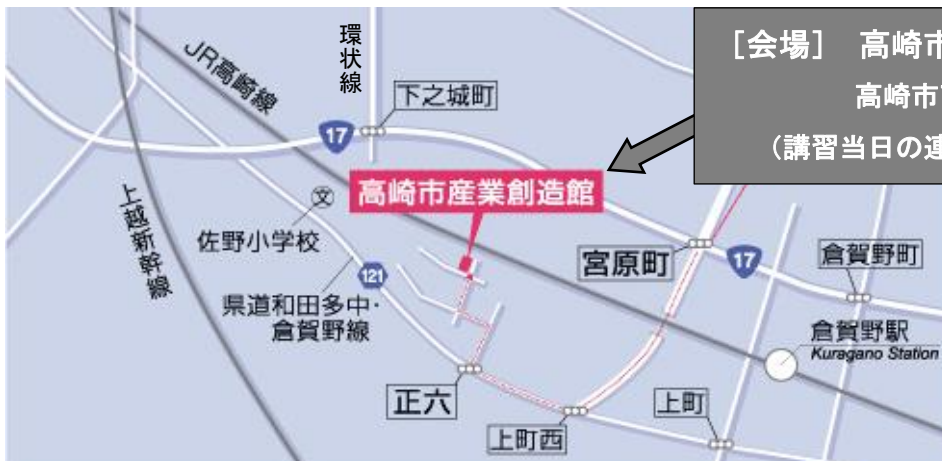 [会場] 高崎市
高崎市
(講習当日の連
環状線
JR高崎線
下之城町
17
高崎市産業創造館
上越新幹線
佐野小学校
文
121
県道和田多中・
倉賀野線
宮原町
17
倉賀野町
倉賀野駅
Kuragano Station
正六
上町
上町西